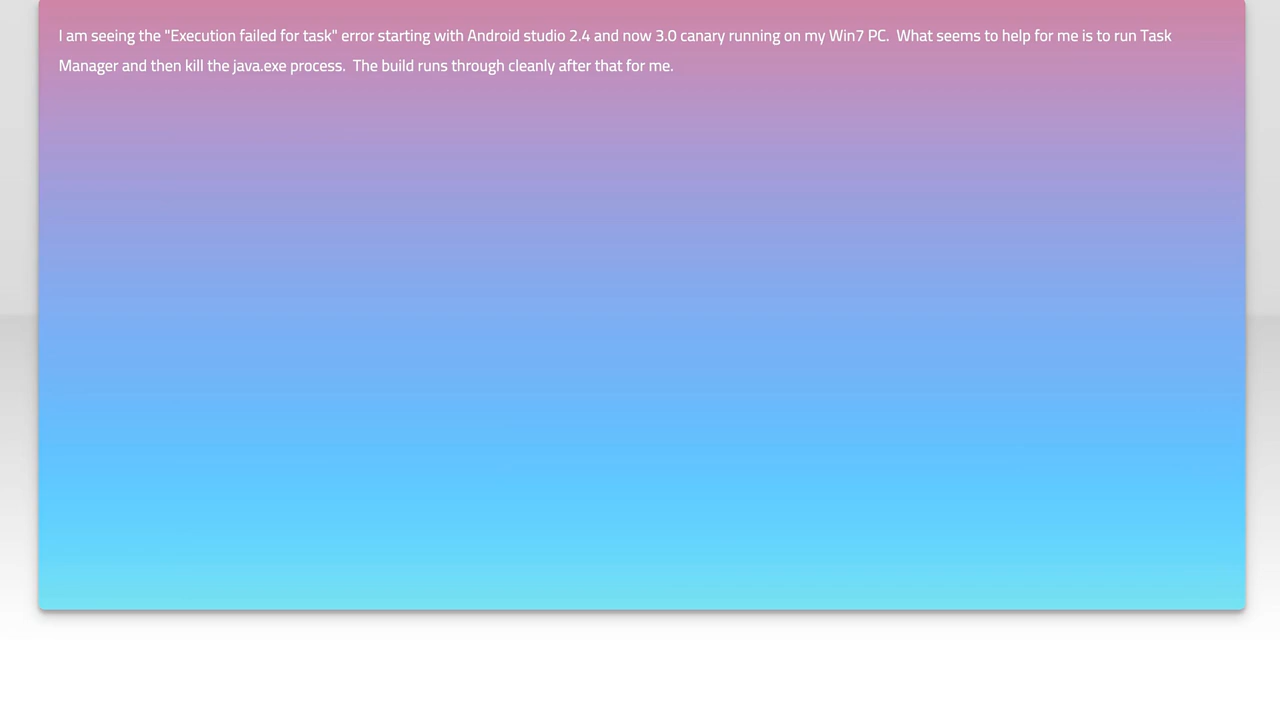 I am seeing the "Execution failed for task" error starting with Android studio 2.4 and now 3.0 canary running on my Win7 PC.  What seems to help for me is to run Task
Manager and then kill the java.exe process.  The build runs through cleanly after that for me.